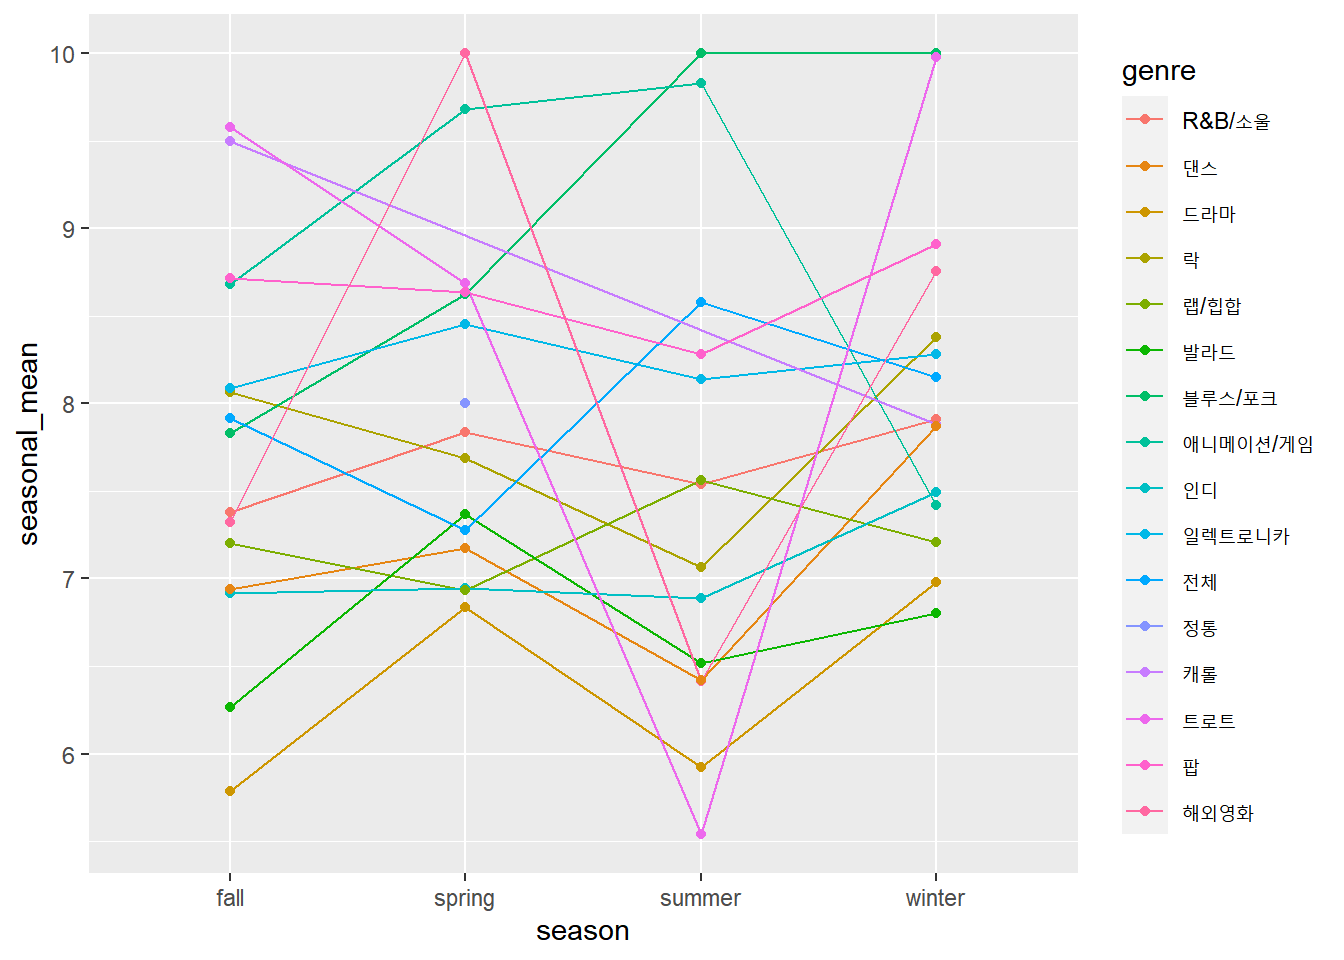 10
9
8
7
6
seasonal_mean
fall spring summer winter
season
genre
R&B/소울
댄스
드라마
락
랩/힙합
발라드
블루스/포크
애니메이션/게임
인디
일렉트로니카
전체
정통
캐롤
트로트
팝
해외영화